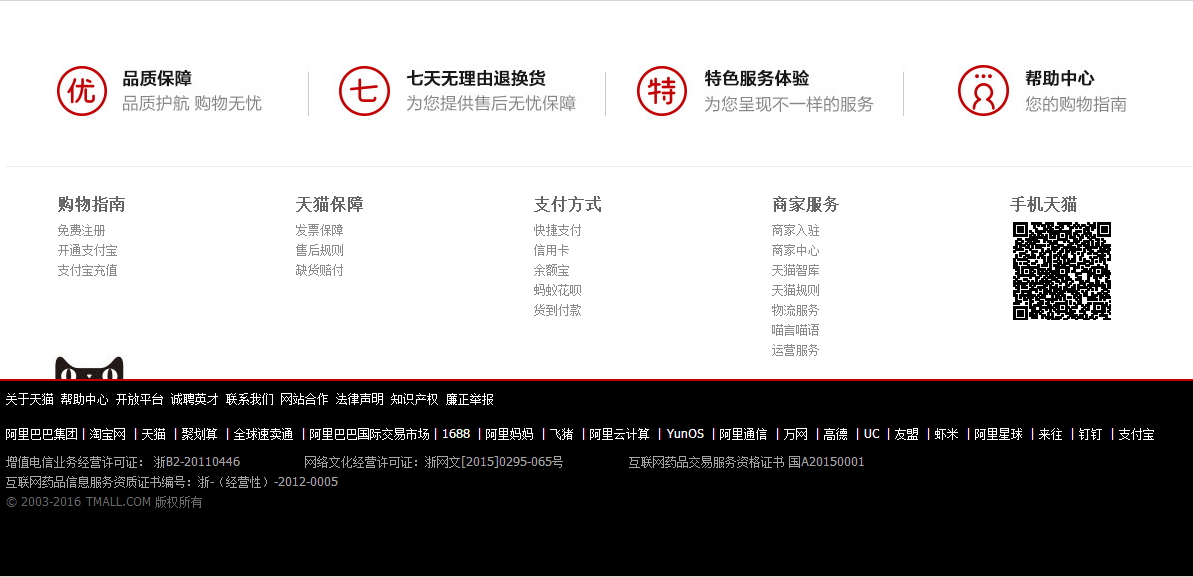 优 品质保障 七 七天无理由退换货 特 特色服务体验 帮助中心
品质护航 购物无忧 为您提供售后无忧保障 为您呈现不一样的服务 您的购物指南
购物指南 天猫保障 支付方式 商家服务 手机天猫
免费注册 发票保障 快捷支付 商家入驻
开通支付宝 售后规则 信用卡 商家中心
支付宝充值 缺货赔付 余额宝 天猫智库
蚂蚁花呗 天猫规则
货到付款 物流服务
喵言喵语
运营服务
关于天猫 帮助中心 开放平台 诚聘英才 联系我们 网站合作 法律声明 知识产权 廉正举报
阿里巴巴集团 | 淘宝网 | 天猫 | 聚划算 | 全球速卖通 | 阿里巴巴国际交易市场 | 1688 | 阿里妈妈 | 飞猪 | 阿里云计算 | YunOS | 阿里通信 | 万网 | 高德 | UC | 友盟 | 虾米 | 阿里星球 | 来往 | 钉钉 | 支付宝
增值电信业务经营许可证： 浙B2-20110446 网络文化经营许可证：浙网文[2015]0295-065号 互联网药品交易服务资格证书 国A20150001
互联网药品信息服务资质证书编号：浙-（经营性）-2012-0005
© 2003-2016 TMALL.COM 版权所有